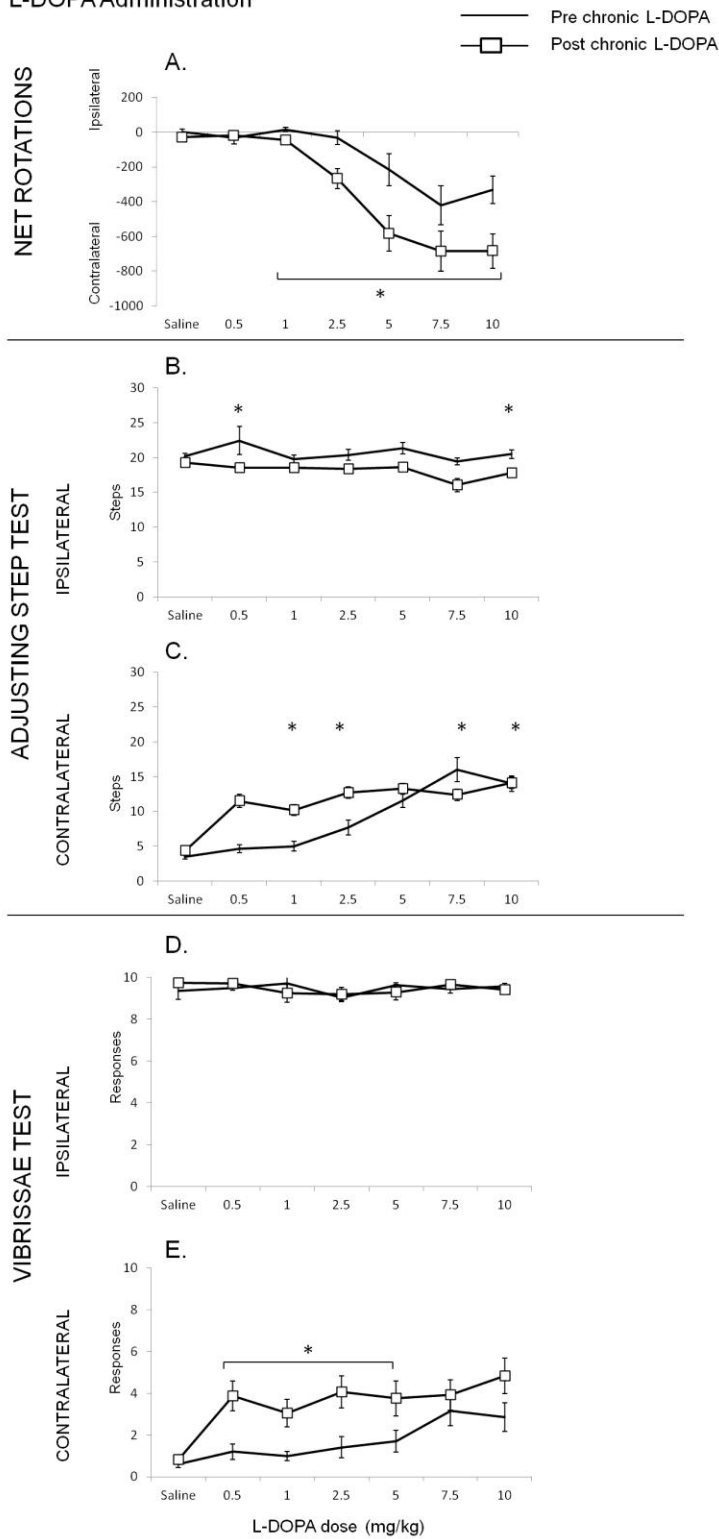 L-DOPA Administration
Pre chronic L-DOPA
Post chronic L-DOPA
NET ROTATIONS
A.
Ipsilateral
Contralateral
200
0
-200
-400
-600
-800
-1000
*
Saline 0.5 1 2.5 5 7.5 10
ADJUSTING STEP TEST
IPSILATERAL
B.
Steps
30
25
20
15
10
5
0
* *
Saline 0.5 1 2.5 5 7.5 10
CONTRALATERAL
C.
Steps
30
25
20
15
10
5
0
* * * *
Saline 0.5 1 2.5 5 7.5 10
VIBRISSAE TEST
IPSILATERAL
D.
Responses
10
8
6
4
2
0
Saline 0.5 1 2.5 5 7.5 10
CONTRALATERAL
E.
Responses
10
8
6
4
2
0
*
Saline 0.5 1 2.5 5 7.5 10
L-DOPA dose (mg/kg)